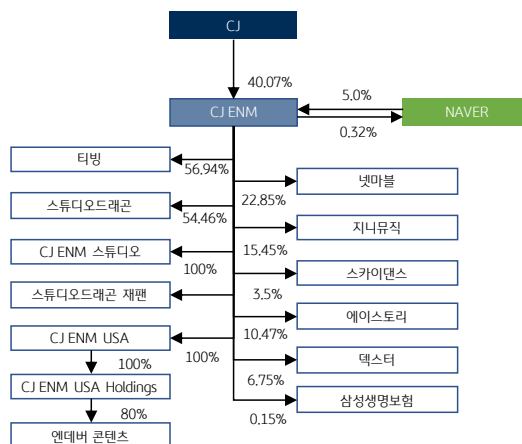 CJ
40.07%
CJ ENM
5.0%
0.32%
NAVER
티빙
56.94%
넷마블
22.85%
스튜디오드래곤
54.46%
지니뮤직
15.45%
CJ ENM 스튜디오
100%
스카이댄스
3.5%
스튜디오드래곤 재팬
에이스토리
10.47%
CJ ENM USA
100%
100%
덱스터
6.75%
CJ ENM USA Holdings
80%
삼성생명보험
0.15%
엔데버 콘텐츠